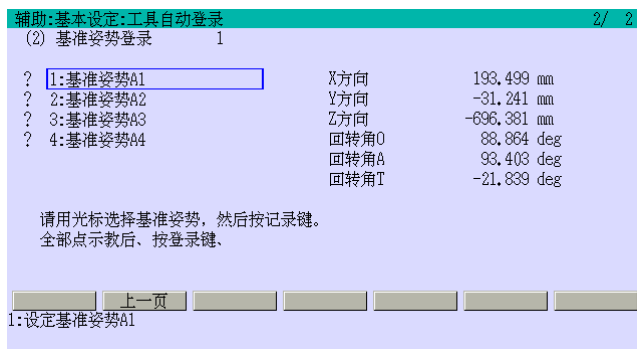 辅助:基本设定:工具自动登录 2/ 2
(2) 基准姿势登录 1
? 1:基准姿势A1 X方向 193.499 mm
? 2:基准姿势A2 Y方向 -31.241 mm
? 3:基准姿势A3 Z方向 -696.381 mm
? 4:基准姿势A4 回转角O 88.864 deg
回转角A 93.403 deg
回转角T -21.839 deg
请用光标选择基准姿势，然后按记录键。
全部点示教后、按登录键、
上一页
1:设定基准姿势A1